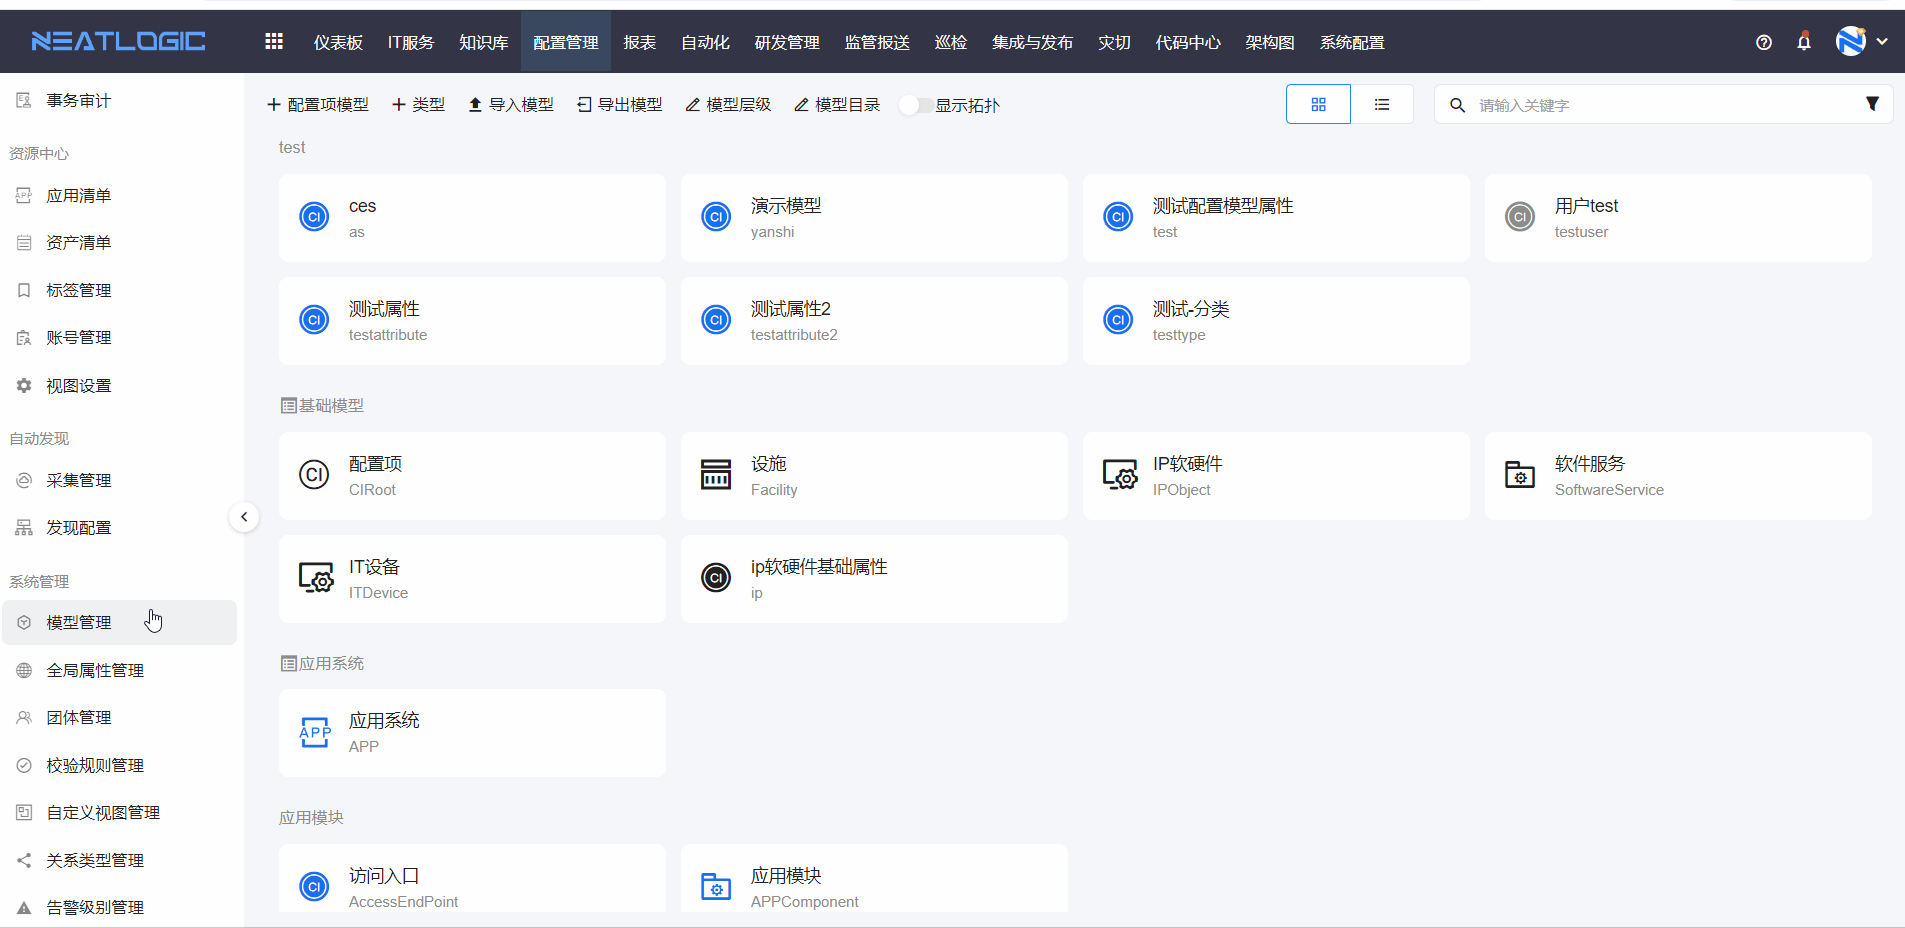 NEATLOGIC
仪表板 IT服务 知识库 配置管理 报表 自动化 研发管理 监管报送 巡检 集成与发布 灾切 代码中心 架构图 系统配置
事务审计
资源中心
应用清单
资产清单
标签管理
账号管理
视图设置
自动发现
采集管理
发现配置
系统管理
模型管理
全局属性管理
团体管理
校验规则管理
自定义视图管理
关系类型管理
告警级别管理
配置项模型 类型 导入模型 导出模型 模型层级 模型目录 显示拓扑
请输入关键字
test
CI ces
as
CI 演示模型
yanshi
CI 测试配置模型属性
test
CI 用户test
testuser
CI 测试属性
testattribute
CI 测试属性2
testattribute2
CI 测试-分类
testtype
基础模型
CI 配置项
CIRoot
设施
Facility
IP软硬件
IPObject
软件服务
SoftwareService
IT设备
ITDevice
CI ip软硬件基础属性
ip
应用系统
APP 应用系统
APP
应用模块
CI 访问入口
AccessEndPoint
应用模块
APPComponent